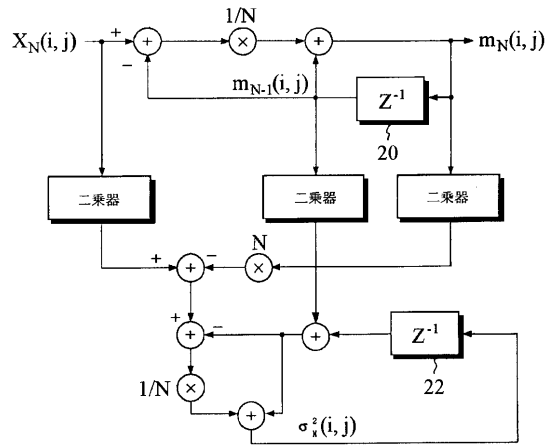 1/N
X_N(i, j) + + × + m_N(i, j)
−
m_{N-1}(i, j) Z^{-1}
20
二乗器 二乗器 二乗器
N
+ + − ×
+
+ − + Z^{-1}
22
1/N ×
+
σ_N^2(i, j)